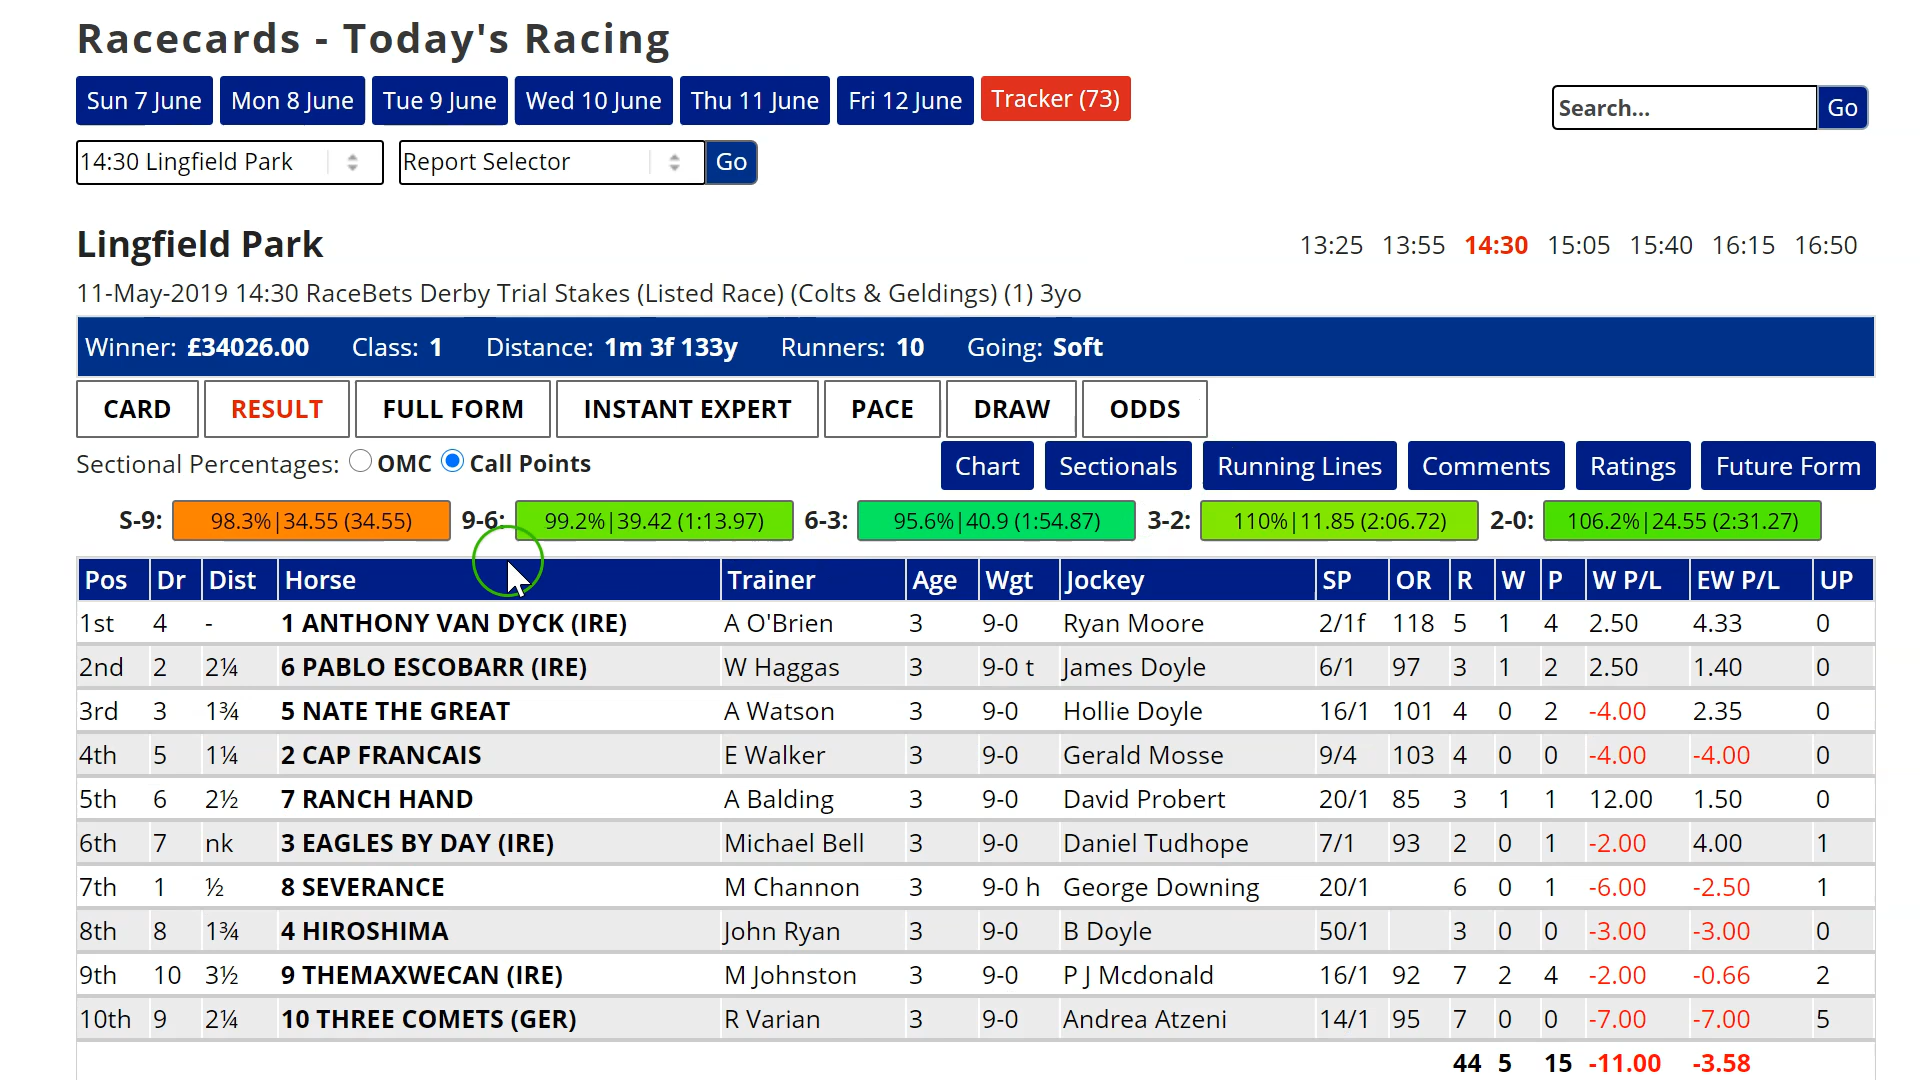 Racecards - Today's Racing
Sun 7 June Mon 8 June Tue 9 June Wed 10 June Thu 11 June Fri 12 June Tracker (73)
Search... Go
14:30 Lingfield Park Report Selector Go
Lingfield Park 13:25 13:55 14:30 15:05 15:40 16:15 16:50
11-May-2019 14:30 RaceBets Derby Trial Stakes (Listed Race) (Colts & Geldings) (1) 3yo
Winner: £34026.00 Class: 1 Distance: 1m 3f 133y Runners: 10 Going: Soft
CARD RESULT FULL FORM INSTANT EXPERT PACE DRAW ODDS
Sectional Percentages: OMC Call Points Chart Sectionals Running Lines Comments Ratings Future Form
S-9: 98.3%|34.55 (34.55) 9-6: 99.2%|39.42 (1:13.97) 6-3: 95.6%|40.9 (1:54.87) 3-2: 110%|11.85 (2:06.72) 2-0: 106.2%|24.55 (2:31.27)
Pos Dr Dist Horse Trainer Age Wgt Jockey SP OR R W P W P/L EW P/L UP
1st 4 - 1 ANTHONY VAN DYCK (IRE) A O'Brien 3 9-0 Ryan Moore 2/1f 118 5 1 4 2.50 4.33 0
2nd 2 2¼ 6 PABLO ESCOBARR (IRE) W Haggas 3 9-0 t James Doyle 6/1 97 3 1 2 2.50 1.40 0
3rd 3 1¾ 5 NATE THE GREAT A Watson 3 9-0 Hollie Doyle 16/1 101 4 0 2 -4.00 2.35 0
4th 5 1¼ 2 CAP FRANCAIS E Walker 3 9-0 Gerald Mosse 9/4 103 4 0 0 -4.00 -4.00 0
5th 6 2½ 7 RANCH HAND A Balding 3 9-0 David Probert 20/1 85 3 1 1 12.00 1.50 0
6th 7 nk 3 EAGLES BY DAY (IRE) Michael Bell 3 9-0 Daniel Tudhope 7/1 93 2 0 1 -2.00 4.00 1
7th 1 ½ 8 SEVERANCE M Channon 3 9-0 h George Downing 20/1 6 0 1 -6.00 -2.50 1
8th 8 1¾ 4 HIROSHIMA John Ryan 3 9-0 B Doyle 50/1 3 0 0 -3.00 -3.00 0
9th 10 3½ 9 THEMAXWECAN (IRE) M Johnston 3 9-0 P J Mcdonald 16/1 92 7 2 4 -2.00 -0.66 2
10th 9 2¼ 10 THREE COMETS (GER) R Varian 3 9-0 Andrea Atzeni 14/1 95 7 0 0 -7.00 -7.00 5
44 5 15 -11.00 -3.58